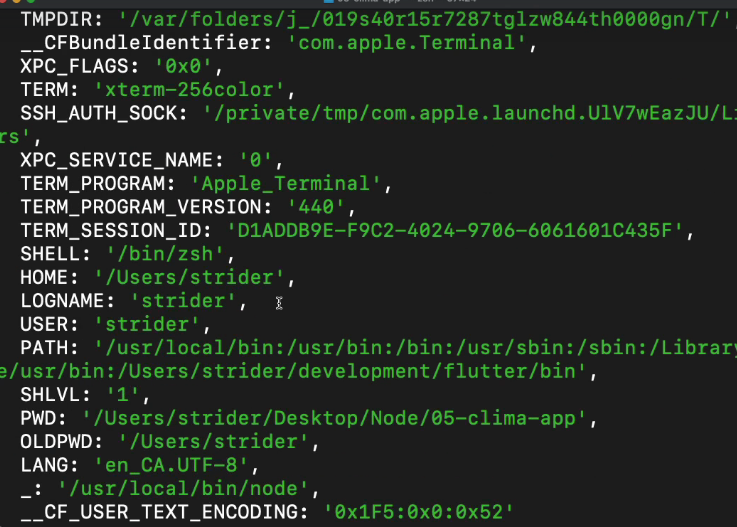 TMPDIR: '/var/folders/j_/019s40r15r7287tglzw844th0000gn/T/',
__CFBundleIdentifier: 'com.apple.Terminal',
XPC_FLAGS: '0x0',
TERM: 'xterm-256color',
SSH_AUTH_SOCK: '/private/tmp/com.apple.launchd.UlV7wEazJU/Li
rs',
XPC_SERVICE_NAME: '0',
TERM_PROGRAM: 'Apple_Terminal',
TERM_PROGRAM_VERSION: '440',
TERM_SESSION_ID: 'D1ADDB9E-F9C2-4024-9706-6061601C435F',
SHELL: '/bin/zsh',
HOME: '/Users/strider',
LOGNAME: 'strider',
USER: 'strider',
PATH: '/usr/local/bin:/usr/bin:/bin:/usr/sbin:/sbin:/Library
e/usr/bin:/Users/strider/development/flutter/bin',
SHLVL: '1',
PWD: '/Users/strider/Desktop/Node/05-clima-app',
OLDPWD: '/Users/strider',
LANG: 'en_CA.UTF-8',
_: '/usr/local/bin/node',
__CF_USER_TEXT_ENCODING: '0x1F5:0x0:0x52'